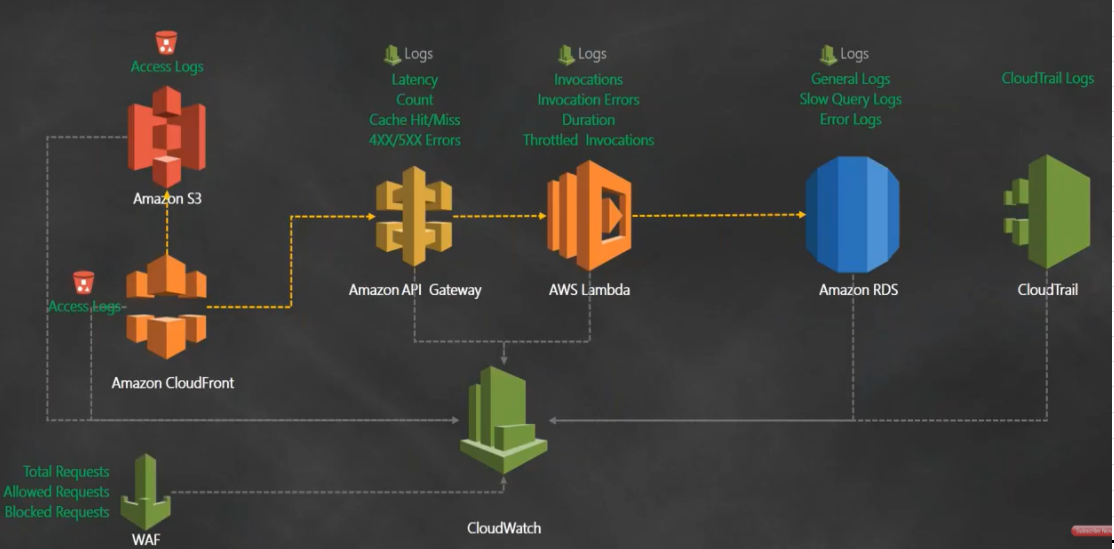 Access Logs
Amazon S3
Access Logs
Amazon CloudFront
Logs
Latency
Count
Cache Hit/Miss
4XX/5XX Errors
Amazon API Gateway
Logs
Invocations
Invocation Errors
Duration
Throttled Invocations
AWS Lambda
Logs
General Logs
Slow Query Logs
Error Logs
Amazon RDS
CloudTrail Logs
CloudTrail
Total Requests
Allowed Requests
Blocked Requests
WAF
CloudWatch